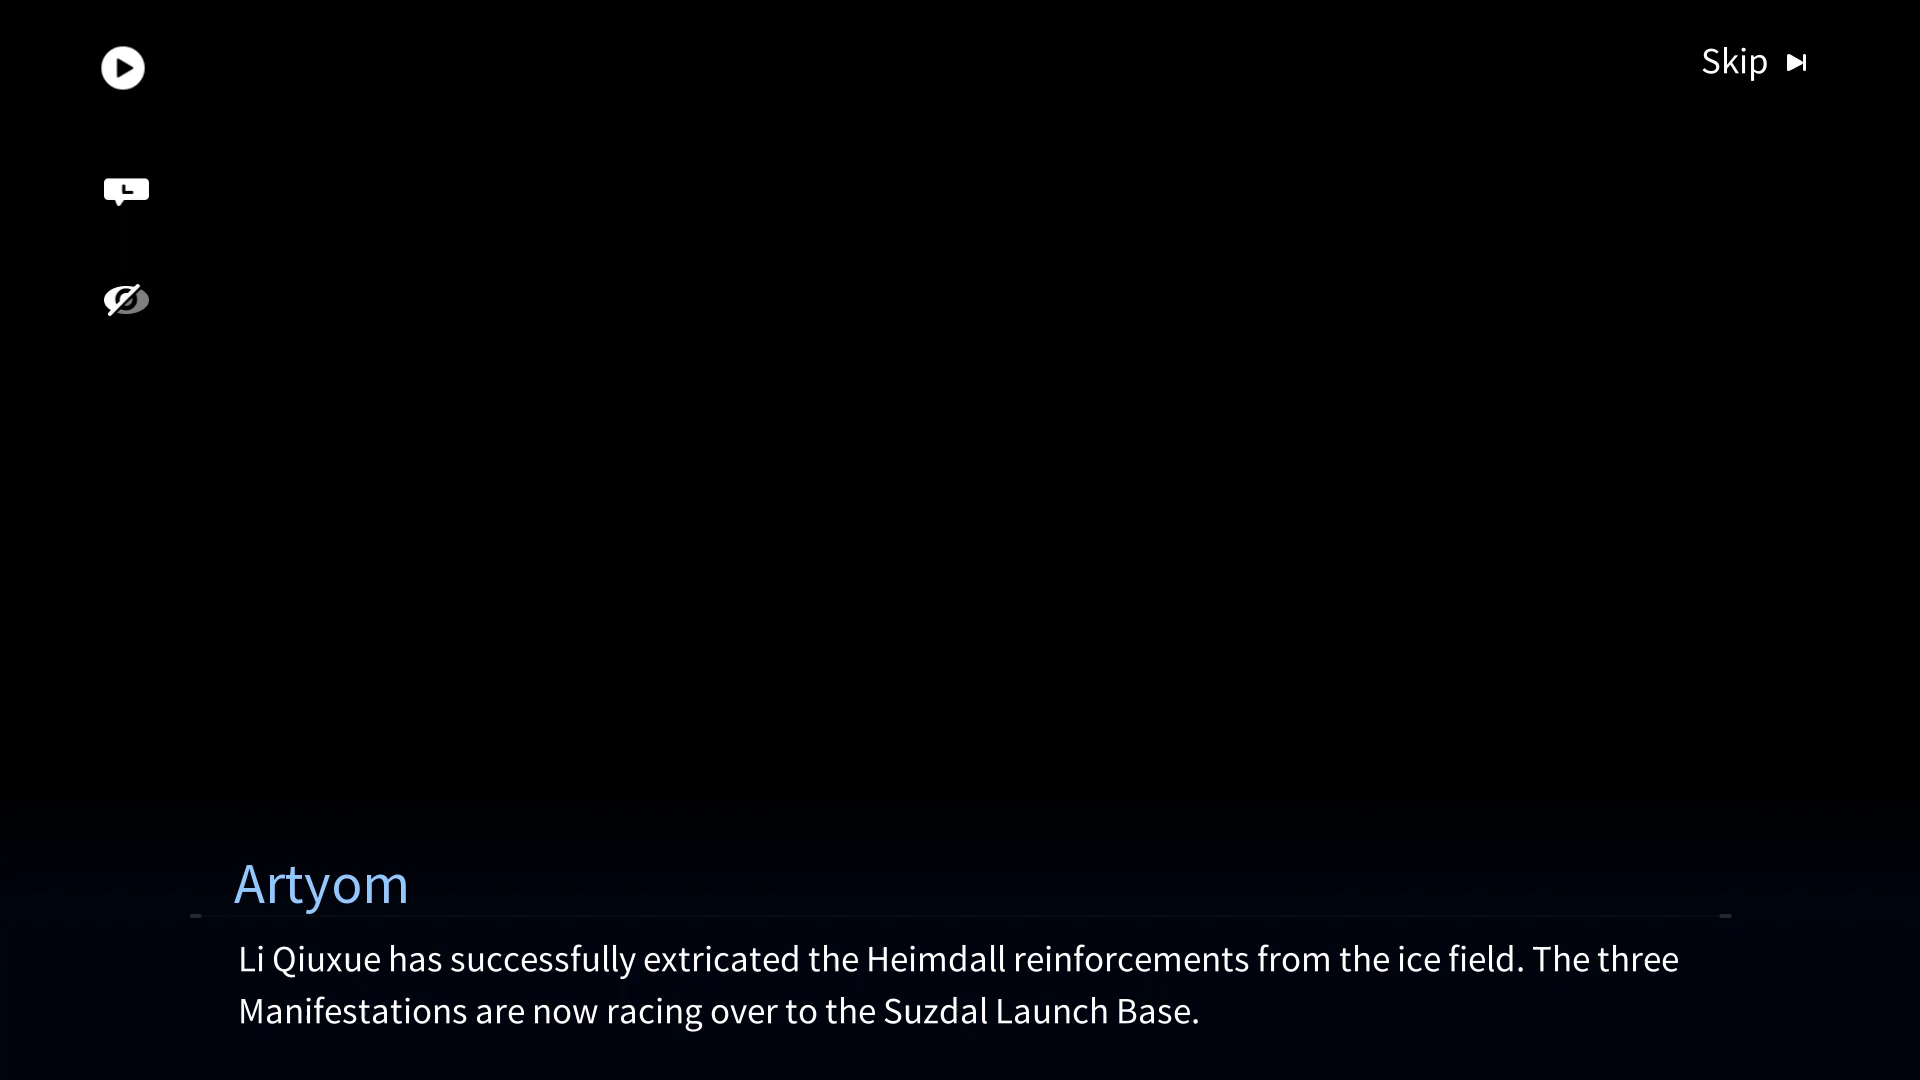 Skip
Artyom
Li Qiuxue has successfully extricated the Heimdall reinforcements from the ice field. The three
Manifestations are now racing over to the Suzdal Launch Base.